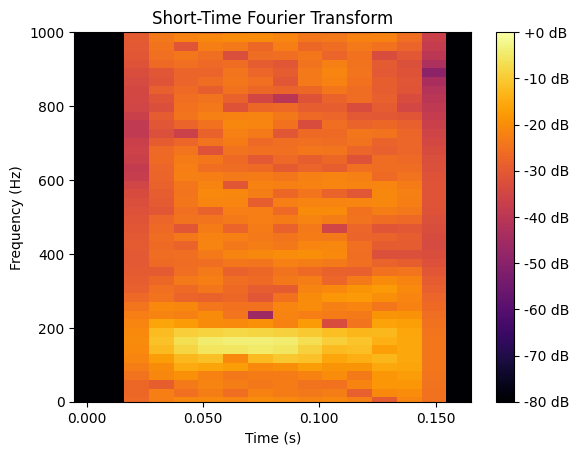 Short-Time Fourier Transform
Frequency (Hz)
1000
800
600
400
200
0
0.000
0.050
0.100
0.150
Time (s)
+0 dB
-10 dB
-20 dB
-30 dB
-40 dB
-50 dB
-60 dB
-70 dB
-80 dB